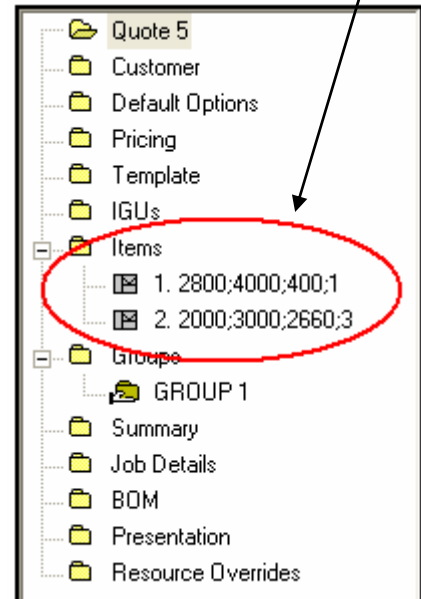 Quote 5
Customer
Default Options
Pricing
Template
IGUs
Items
1. 2800;4000;400;1
2. 2000;3000;2660;3
Groups
GROUP 1
Summary
Job Details
BOM
Presentation
Resource Overrides